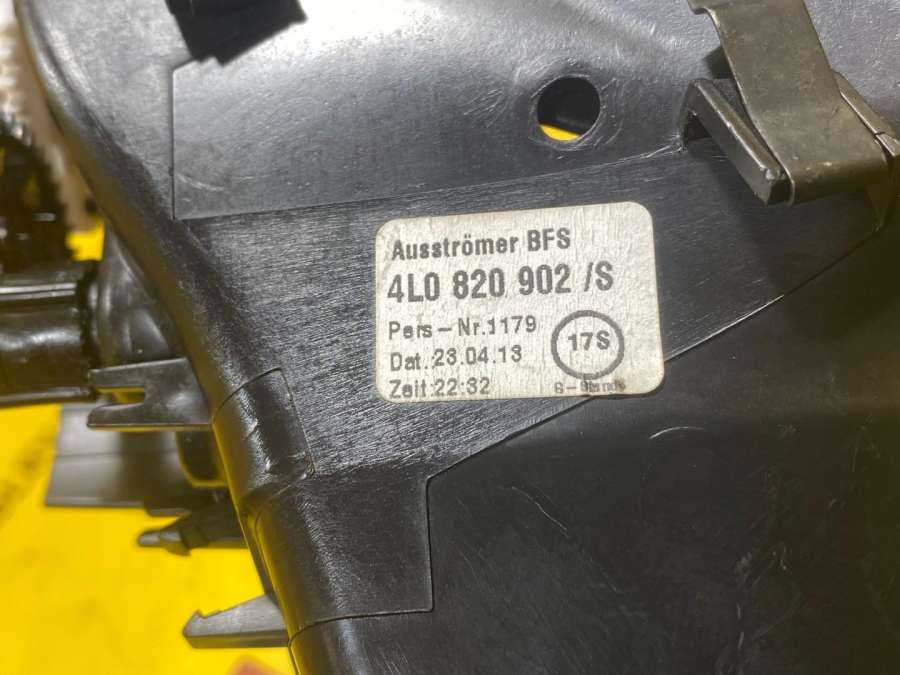 Ausströmer BFS
4L0 820 902 /S
Pers-Nr.1179
Dat.23.04.13
17S
Zeit:22:32